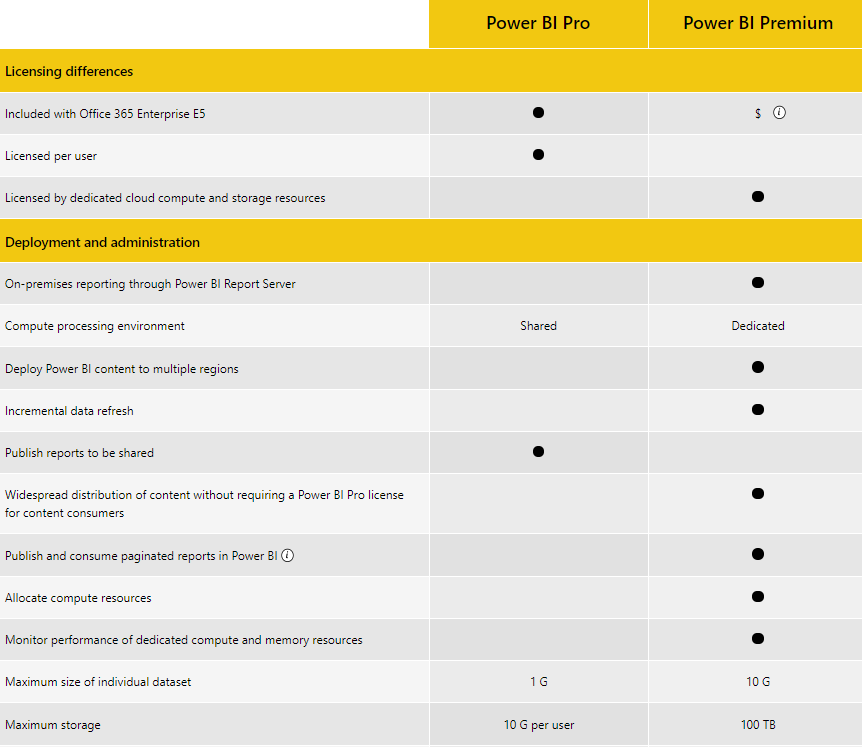 Power BI Pro Power BI Premium
Licensing differences
Included with Office 365 Enterprise E5 ● $ ⓘ
Licensed per user ●
Licensed by dedicated cloud compute and storage resources ●
Deployment and administration
On-premises reporting through Power BI Report Server ●
Compute processing environment Shared Dedicated
Deploy Power BI content to multiple regions ●
Incremental data refresh ●
Publish reports to be shared ●
Widespread distribution of content without requiring a Power BI Pro license
for content consumers ●
Publish and consume paginated reports in Power BI ⓘ ●
Allocate compute resources ●
Monitor performance of dedicated compute and memory resources ●
Maximum size of individual dataset 1 G 10 G
Maximum storage 10 G per user 100 TB